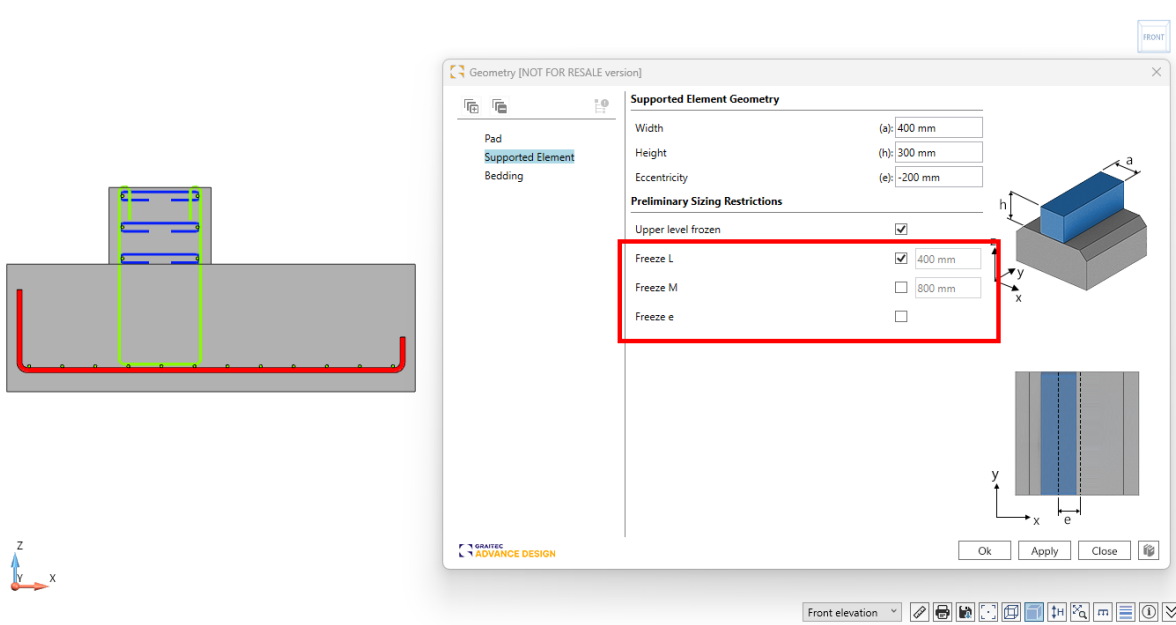 FRONT
Geometry [NOT FOR RESALE version]
Supported Element Geometry
Pad
Supported Element
Bedding
Width (a): 400 mm
Height (h): 300 mm
Eccentricity (e): -200 mm
Preliminary Sizing Restrictions
Upper level frozen
Freeze L 400 mm
Freeze M 800 mm
Freeze e
a
h
y
x
y
x
e
GRAITEC
ADVANCE DESIGN
Ok Apply Close
Z
Y X
Front elevation